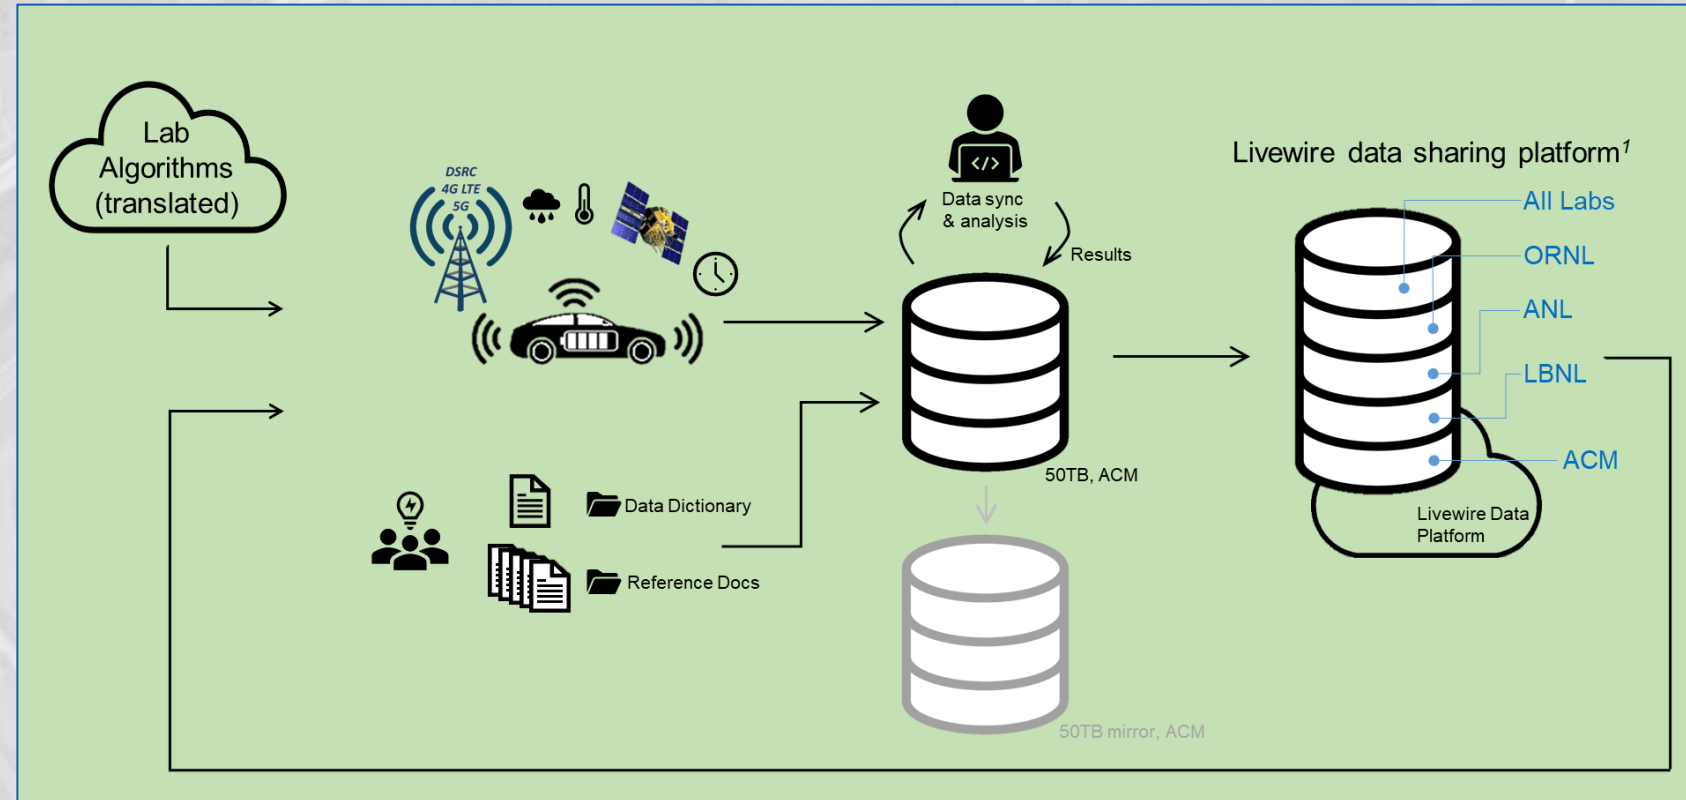 Lab
Algorithms
(translated)
DSRC
4G LTE
5G
</>
Data sync
& analysis
Results
50TB, ACM
50TB mirror, ACM
Data Dictionary
Reference Docs
Livewire data sharing platform1
All Labs
ORNL
ANL
LBNL
ACM
Livewire Data
Platform